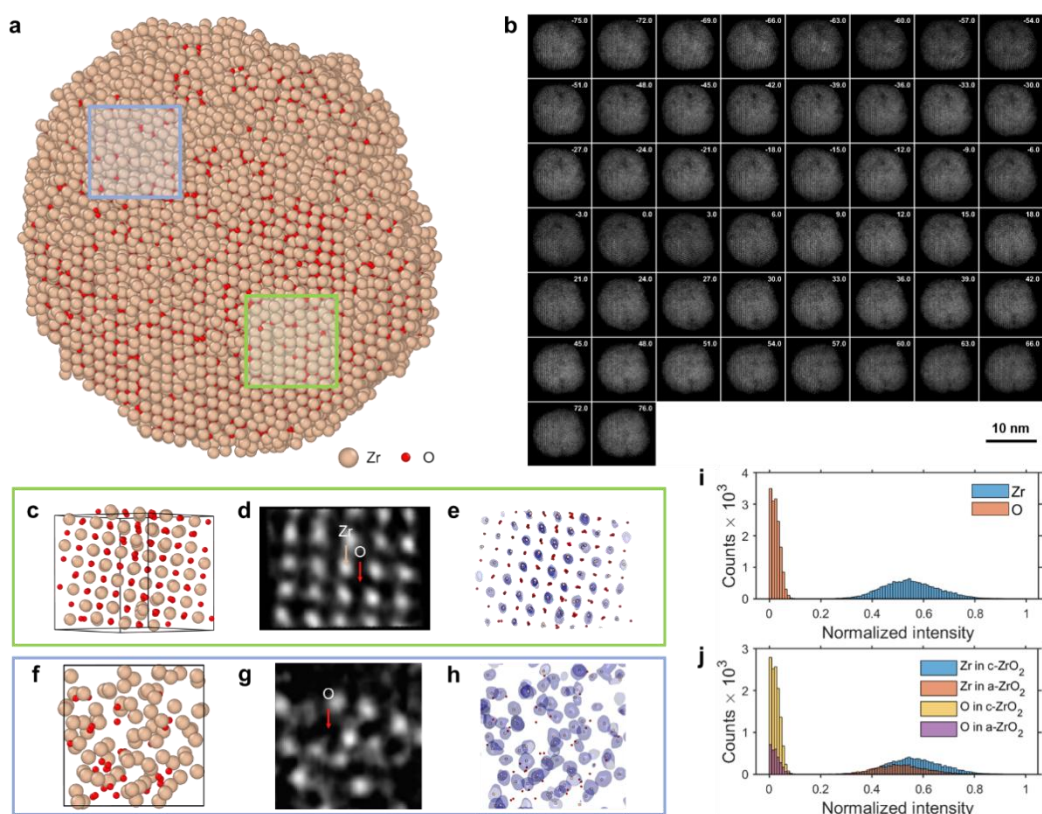 a
Zr O
b
-75.0 -72.0 -69.0 -66.0 -63.0 -60.0 -57.0 -54.0
-51.0 -48.0 -45.0 -42.0 -39.0 -36.0 -33.0 -30.0
-27.0 -24.0 -21.0 -18.0 -15.0 -12.0 -9.0 -6.0
-3.0 0.0 3.0 6.0 9.0 12.0 15.0 18.0
21.0 24.0 27.0 30.0 33.0 36.0 39.0 42.0
45.0 48.0 51.0 54.0 57.0 60.0 63.0 66.0
72.0 76.0
10 nm
c
d
Zr
O
e
f
g
O
h
i
Counts × 10³
4
3
2
1
0
0 0.2 0.4 0.6 0.8 1
Normalized intensity
Zr
O
j
Counts × 10³
3
2
1
0
0 0.2 0.4 0.6 0.8 1
Normalized intensity
Zr in c-ZrO₂
Zr in a-ZrO₂
O in c-ZrO₂
O in a-ZrO₂